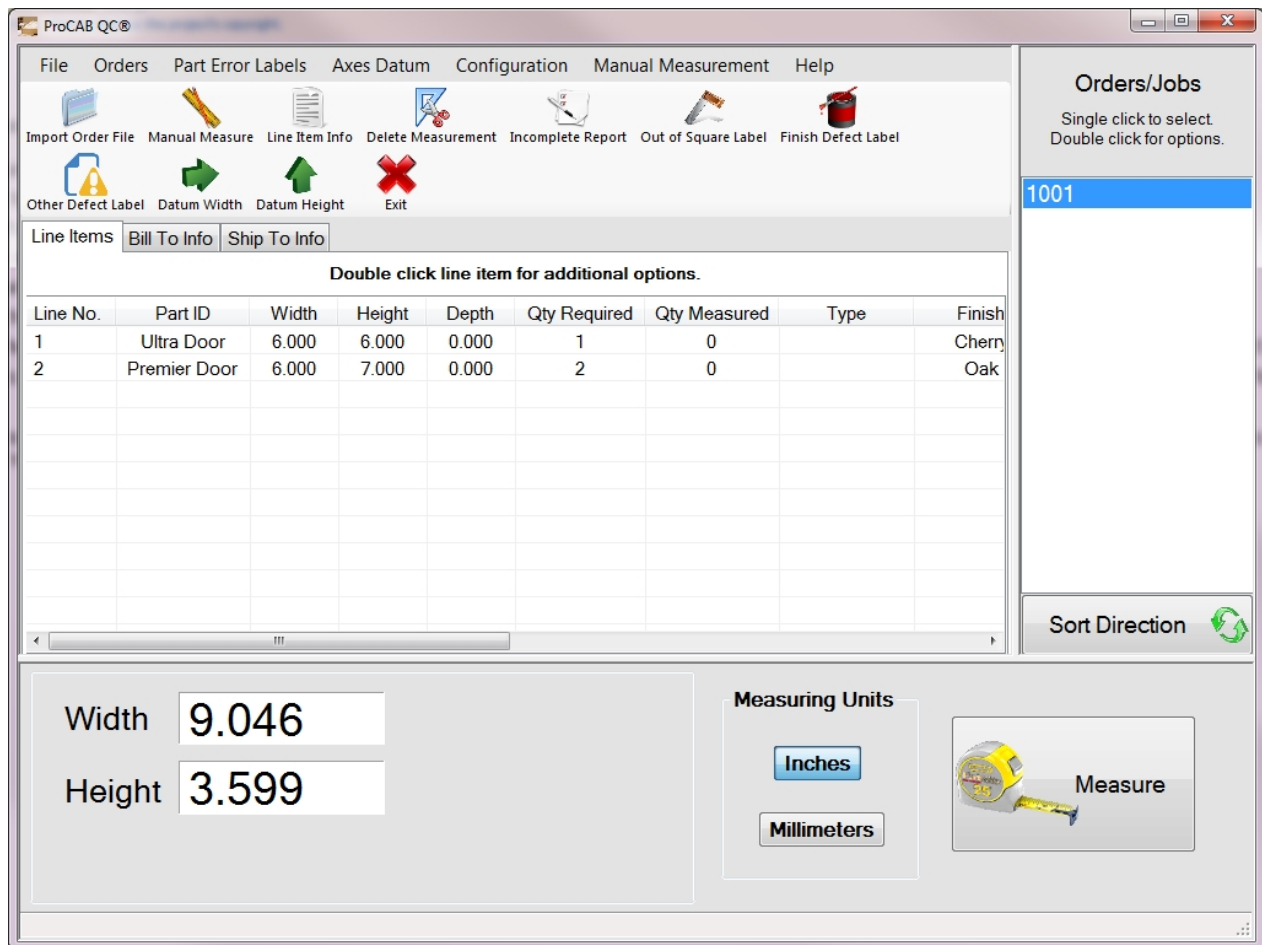 ProCAB QC®
File Orders Part Error Labels Axes Datum Configuration Manual Measurement Help
Import Order File Manual Measure Line Item Info Delete Measurement Incomplete Report Out of Square Label Finish Defect Label
Other Defect Label Datum Width Datum Height Exit
Line Items Bill To Info Ship To Info
Double click line item for additional options.
Line No. Part ID Width Height Depth Qty Required Qty Measured Type Finish
1 Ultra Door 6.000 6.000 0.000 1 0 Cherry
2 Premier Door 6.000 7.000 0.000 2 0 Oak
Orders/Jobs
Single click to select.
Double click for options.
1001
Sort Direction
Width 9.046
Height 3.599
Measuring Units
Inches
Millimeters
Measure
25